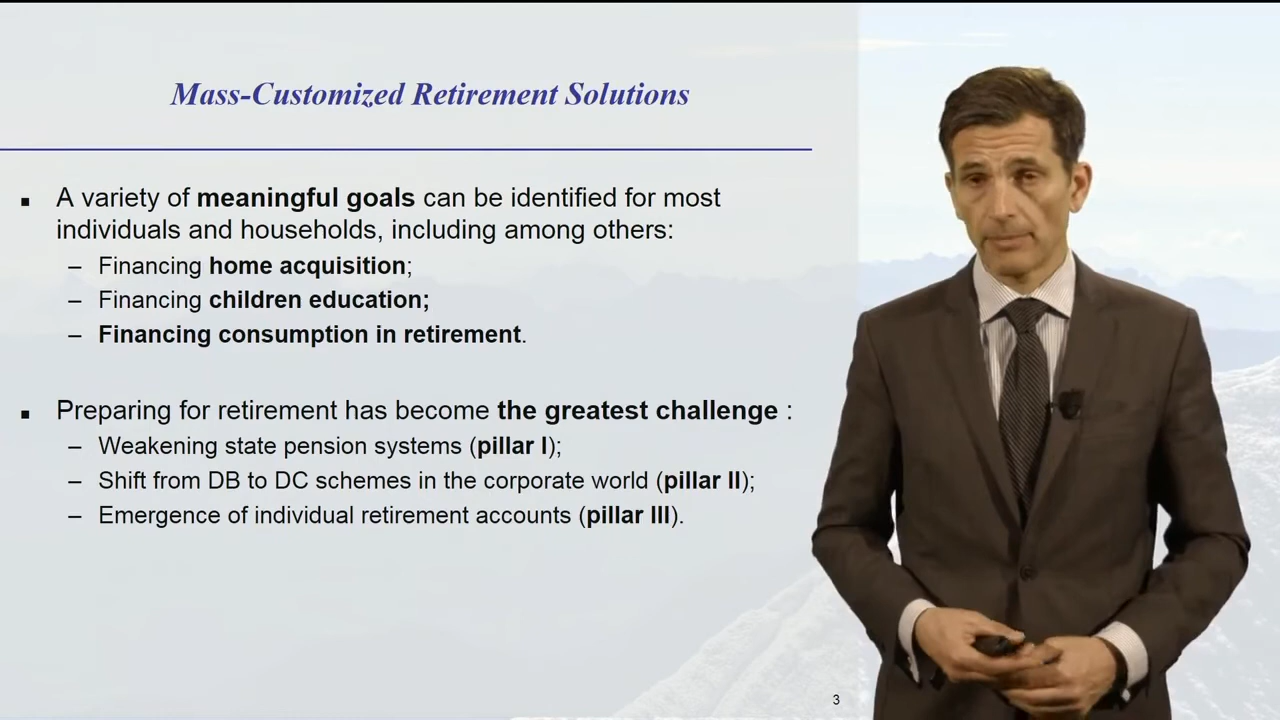 Mass-Customized Retirement Solutions
▪ A variety of meaningful goals can be identified for most
individuals and households, including among others:
– Financing home acquisition;
– Financing children education;
– Financing consumption in retirement.
▪ Preparing for retirement has become the greatest challenge :
– Weakening state pension systems (pillar I);
– Shift from DB to DC schemes in the corporate world (pillar II);
– Emergence of individual retirement accounts (pillar III).
3